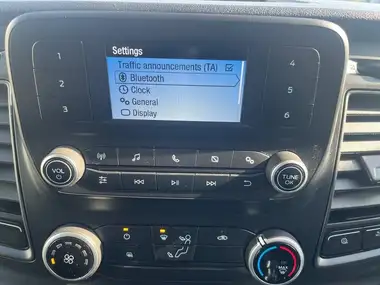 Settings
Traffic announcements (TA)
Bluetooth
Clock
General
Display
1
2
3
4
5
6
VOL
TUNE
OK
MAX
A/C